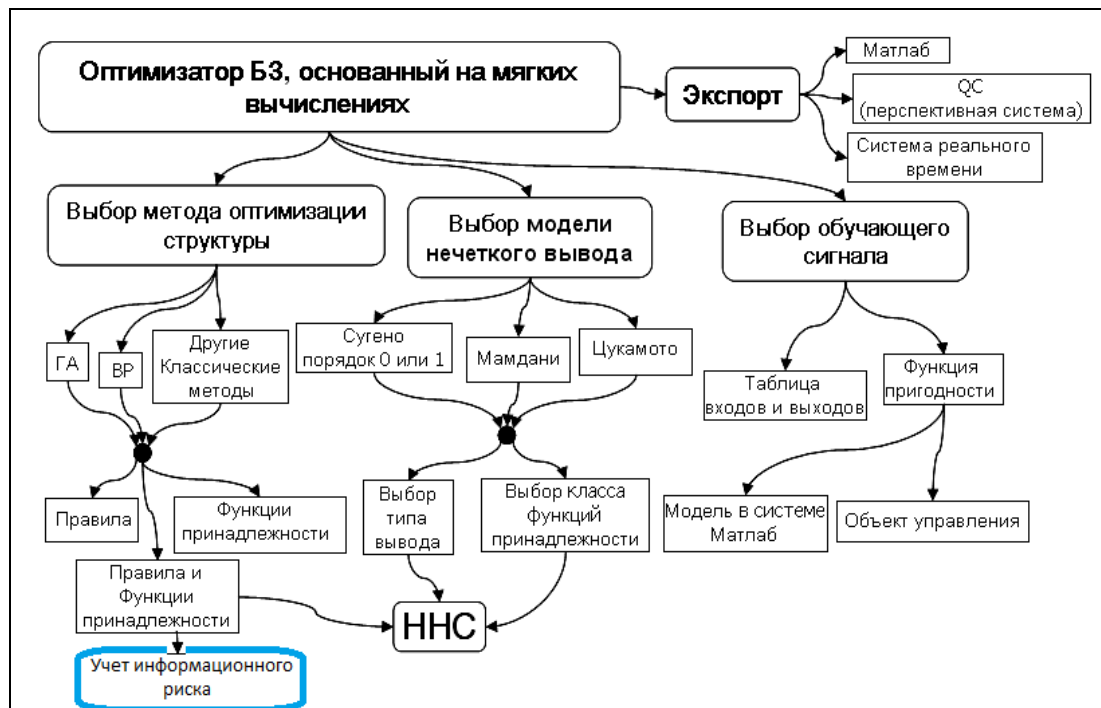 Оптимизатор БЗ, основанный на мягких
вычислениях
Экспорт
Матлаб
QC
(перспективная система)
Система реального
времени
Выбор метода оптимизации
структуры
Выбор модели
нечеткого вывода
Выбор обучающего
сигнала
ГА
ВР
Другие
Классические
методы
Сугено
порядок 0 или 1
Мамдани
Цукамото
Таблица
входов и выходов
Функция
пригодности
Правила
Функции
принадлежности
Выбор
типа
вывода
Выбор класса
функций
принадлежности
Модель в системе
Матлаб
Объект управления
Правила и
Функции
принадлежности
ННС
Учет информационного
риска